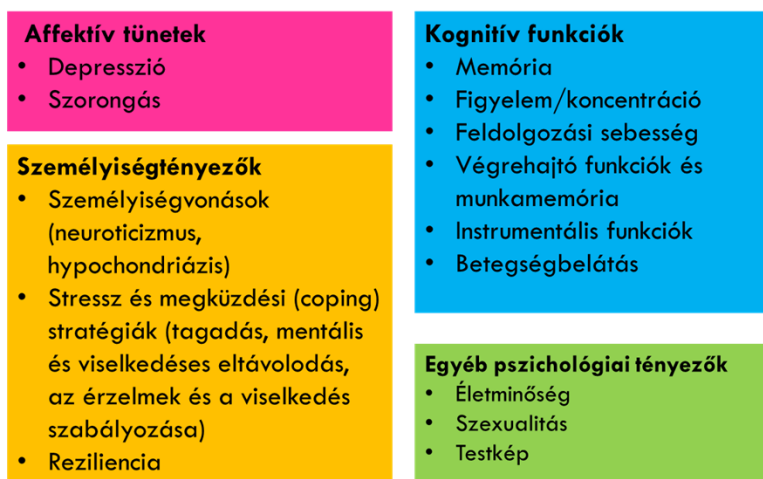 Affektív tünetek
• Depresszió
• Szorongás
Személyiségtényezők
• Személyiségvonások
(neuroticizmus,
hypochondriázis)
• Stressz és megküzdési (coping)
stratégiák (tagadás, mentális
és viselkedéses eltávolodás,
az érzelmek és a viselkedés
szabályozása)
• Reziliencia
Kognitív funkciók
• Memória
• Figyelem/koncentráció
• Feldolgozási sebesség
• Végrehajtó funkciók és
munkamemória
• Instrumentális funkciók
• Betegségbelátás
Egyéb pszichológiai tényezők
• Életminőség
• Szexualitás
• Testkép